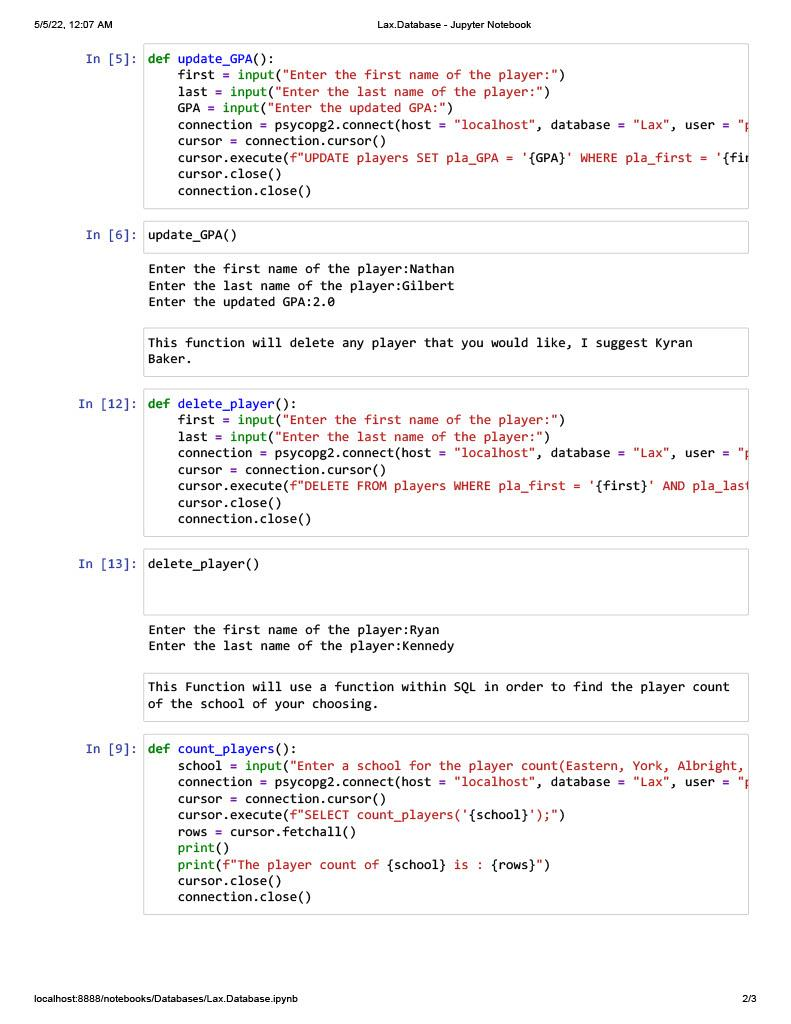 5/5/22, 12:07 AM Lax.Database - Jupyter Notebook
In [5]: def update_GPA():
first = input("Enter the first name of the player:")
last = input("Enter the last name of the player:")
GPA = input("Enter the updated GPA:")
connection = psycopg2.connect(host = "localhost", database = "Lax", user = "p
cursor = connection.cursor()
cursor.execute(f"UPDATE players SET pla_GPA = '{GPA}' WHERE pla_first = '{fir
cursor.close()
connection.close()
In [6]: update_GPA()
Enter the first name of the player:Nathan
Enter the last name of the player:Gilbert
Enter the updated GPA:2.0
This function will delete any player that you would like, I suggest Kyran
Baker.
In [12]: def delete_player():
first = input("Enter the first name of the player:")
last = input("Enter the last name of the player:")
connection = psycopg2.connect(host = "localhost", database = "Lax", user = "p
cursor = connection.cursor()
cursor.execute(f"DELETE FROM players WHERE pla_first = '{first}' AND pla_last
cursor.close()
connection.close()
In [13]: delete_player()
Enter the first name of the player:Ryan
Enter the last name of the player:Kennedy
This Function will use a function within SQL in order to find the player count
of the school of your choosing.
In [9]: def count_players():
school = input("Enter a school for the player count(Eastern, York, Albright,
connection = psycopg2.connect(host = "localhost", database = "Lax", user = "p
cursor = connection.cursor()
cursor.execute(f"SELECT count_players('{school}');")
rows = cursor.fetchall()
print()
print(f"The player count of {school} is : {rows}")
cursor.close()
connection.close()
localhost:8888/notebooks/Databases/Lax.Database.ipynb 2/3